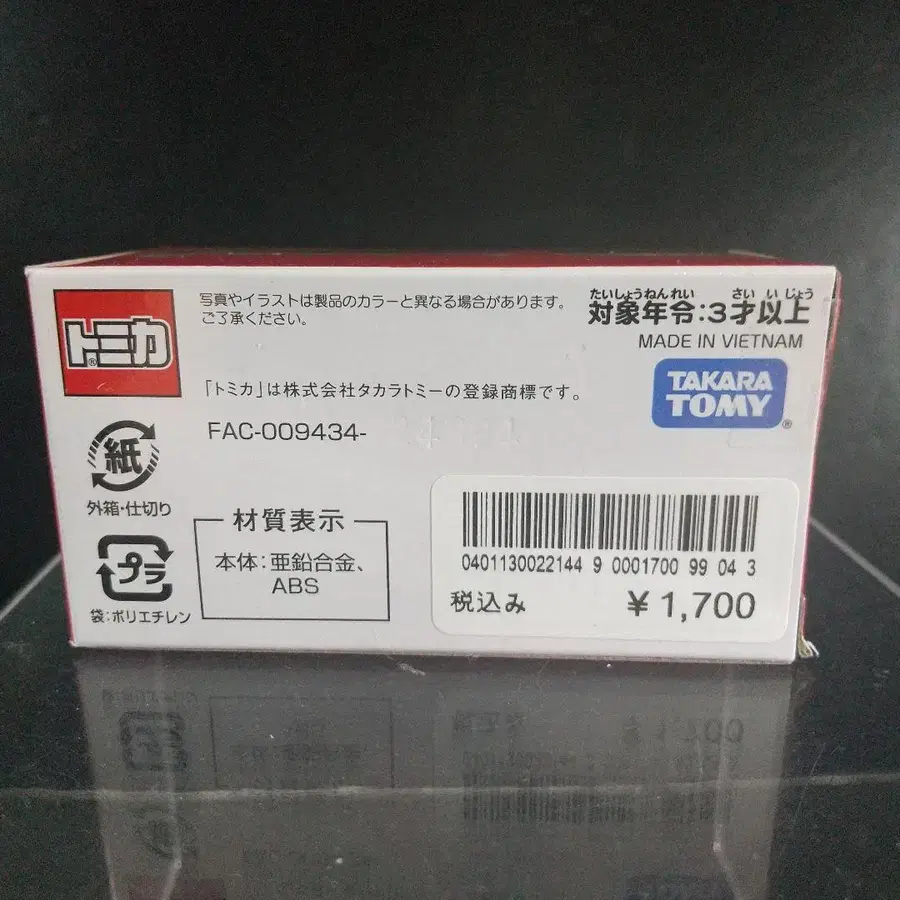 トミカ®
写真やイラストは製品のカラーと異なる場合があります。
ご了承ください。
たいしょうねんれい さい いじょう
対象年令:3才以上
MADE IN VIETNAM
TAKARA
TOMY®
「トミカ」は株式会社タカラトミーの登録商標です。
FAC-009434-
紙
外箱・仕切り
プラ
袋:ポリエチレン
材質表示
本体:亜鉛合金、
ABS
0401130022144 9 0001700 99 04 3
税込み ¥1,700